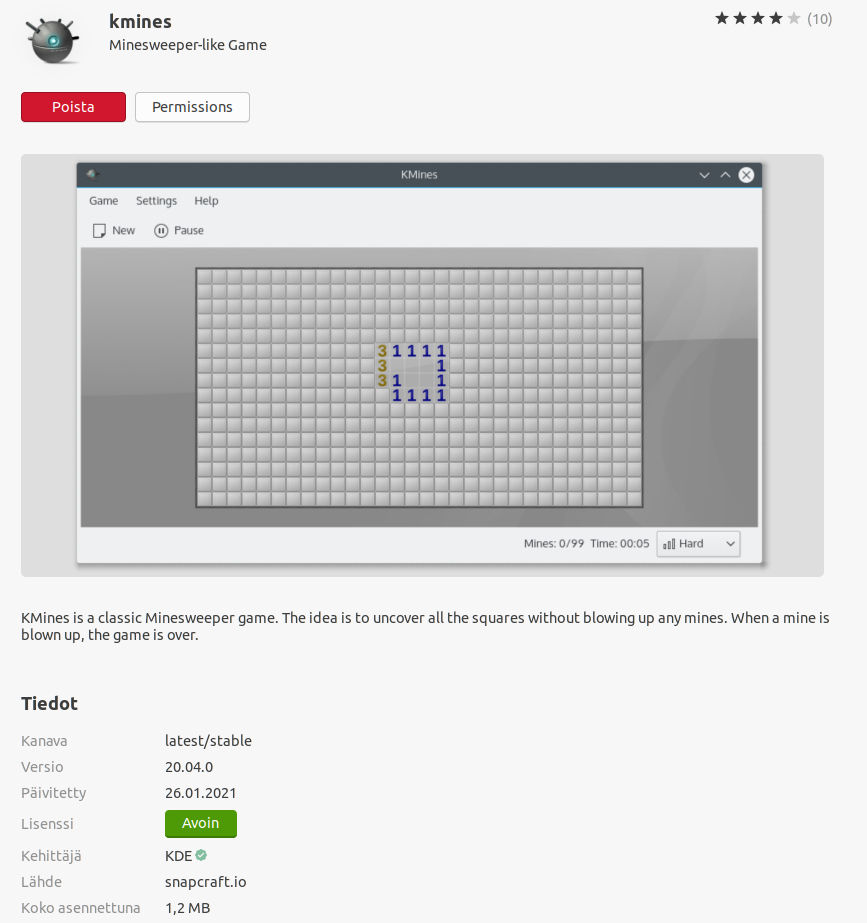 kmines
(10)
Minesweeper-like Game
Poista
Permissions
KMines
Game Settings Help
New Pause
3 1 1 1 1
3 1
3 1 1
1 1 1 1
Mines: 0/99 Time: 00:05 Hard
KMines is a classic Minesweeper game. The idea is to uncover all the squares without blowing up any mines. When a mine is
blown up, the game is over.
Tiedot
Kanava latest/stable
Versio 20.04.0
Päivitetty 26.01.2021
Lisenssi Avoin
Kehittäjä KDE
Lähde snapcraft.io
Koko asennettuna 1,2 MB